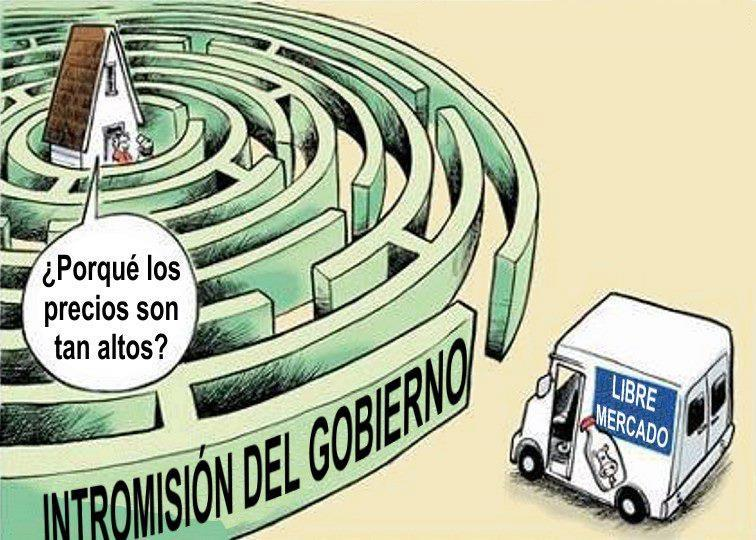 ¿Porqué los
precios son
tan altos?
INTROMISIÓN DEL GOBIERNO
LIBRE
MERCADO